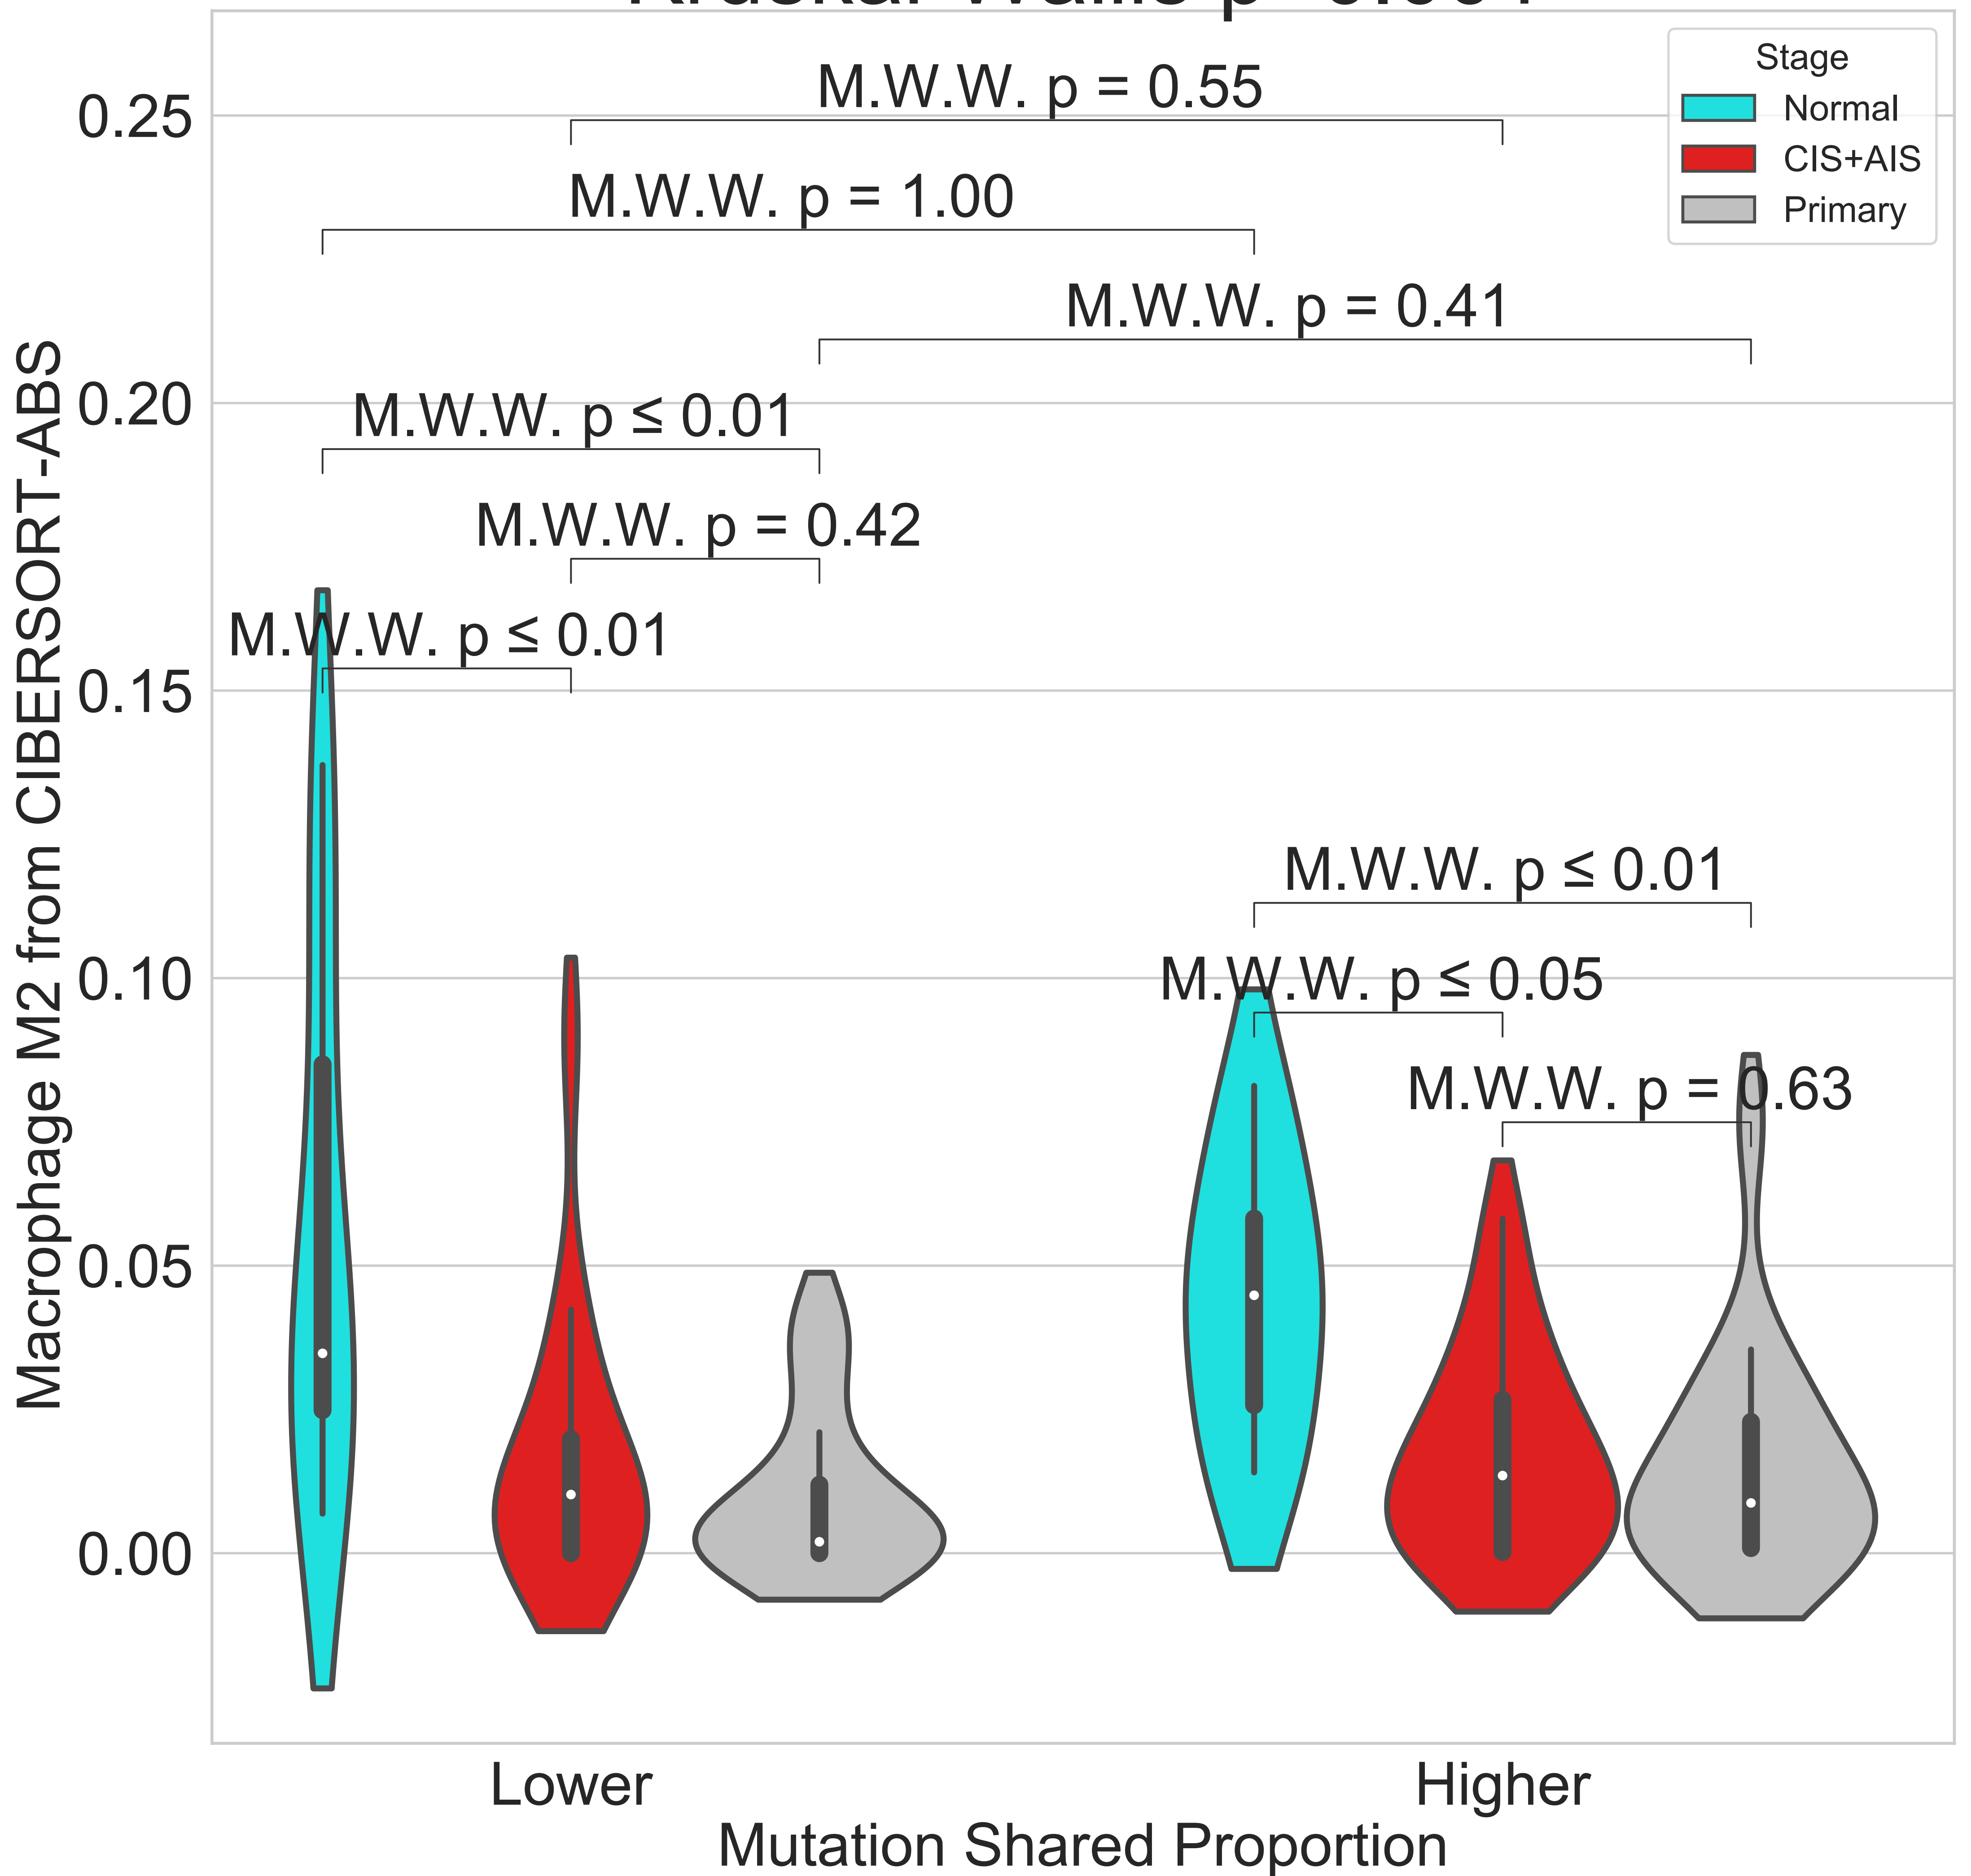 Stage
Normal
CIS+AIS
Primary
M.W.W. p = 0.55
M.W.W. p = 1.00
M.W.W. p = 0.41
M.W.W. p ≤ 0.01
M.W.W. p = 0.42
M.W.W. p ≤ 0.01
M.W.W. p ≤ 0.01
M.W.W. p ≤ 0.05
M.W.W. p = 0.63
0.25
0.20
0.15
0.10
0.05
0.00
Macrophage M2 from CIBERSORT-ABS
Lower
Higher
Mutation Shared Proportion